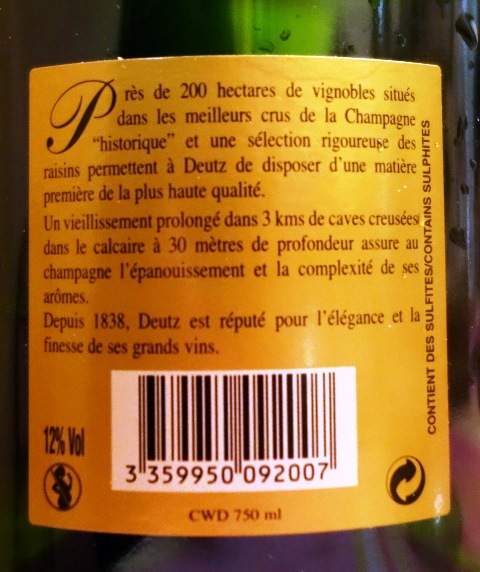 Près de 200 hectares de vignobles situés
dans les meilleurs crus de la Champagne
"historique" et une sélection rigoureuse des
raisins permettent à Deutz de disposer d'une matière
première de la plus haute qualité.
Un vieillissement prolongé dans 3 kms de caves creusées
dans le calcaire à 30 mètres de profondeur assure au
champagne l'épanouissement et la complexité de ses
arômes.
Depuis 1838, Deutz est réputé pour l'élégance et la
finesse de ses grands vins.
CONTIENT DES SULFITES/CONTAINS SULPHITES
12% Vol
3 359950 092007
CWD 750 ml